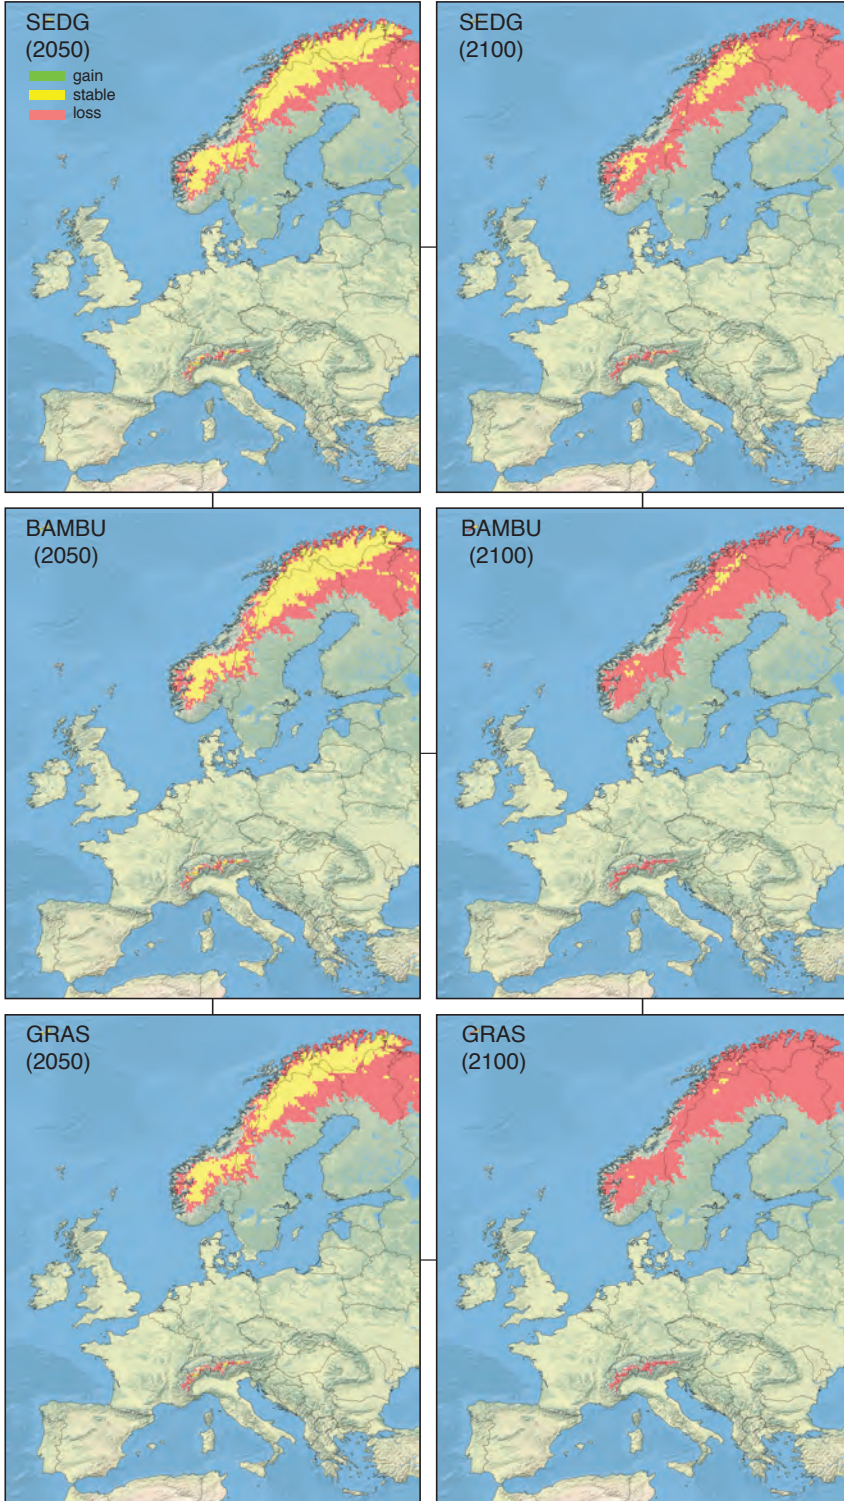 SEDG
(2050)
gain
stable
loss
SEDG
(2100)
BAMBU
(2050)
BAMBU
(2100)
GRAS
(2050)
GRAS
(2100)